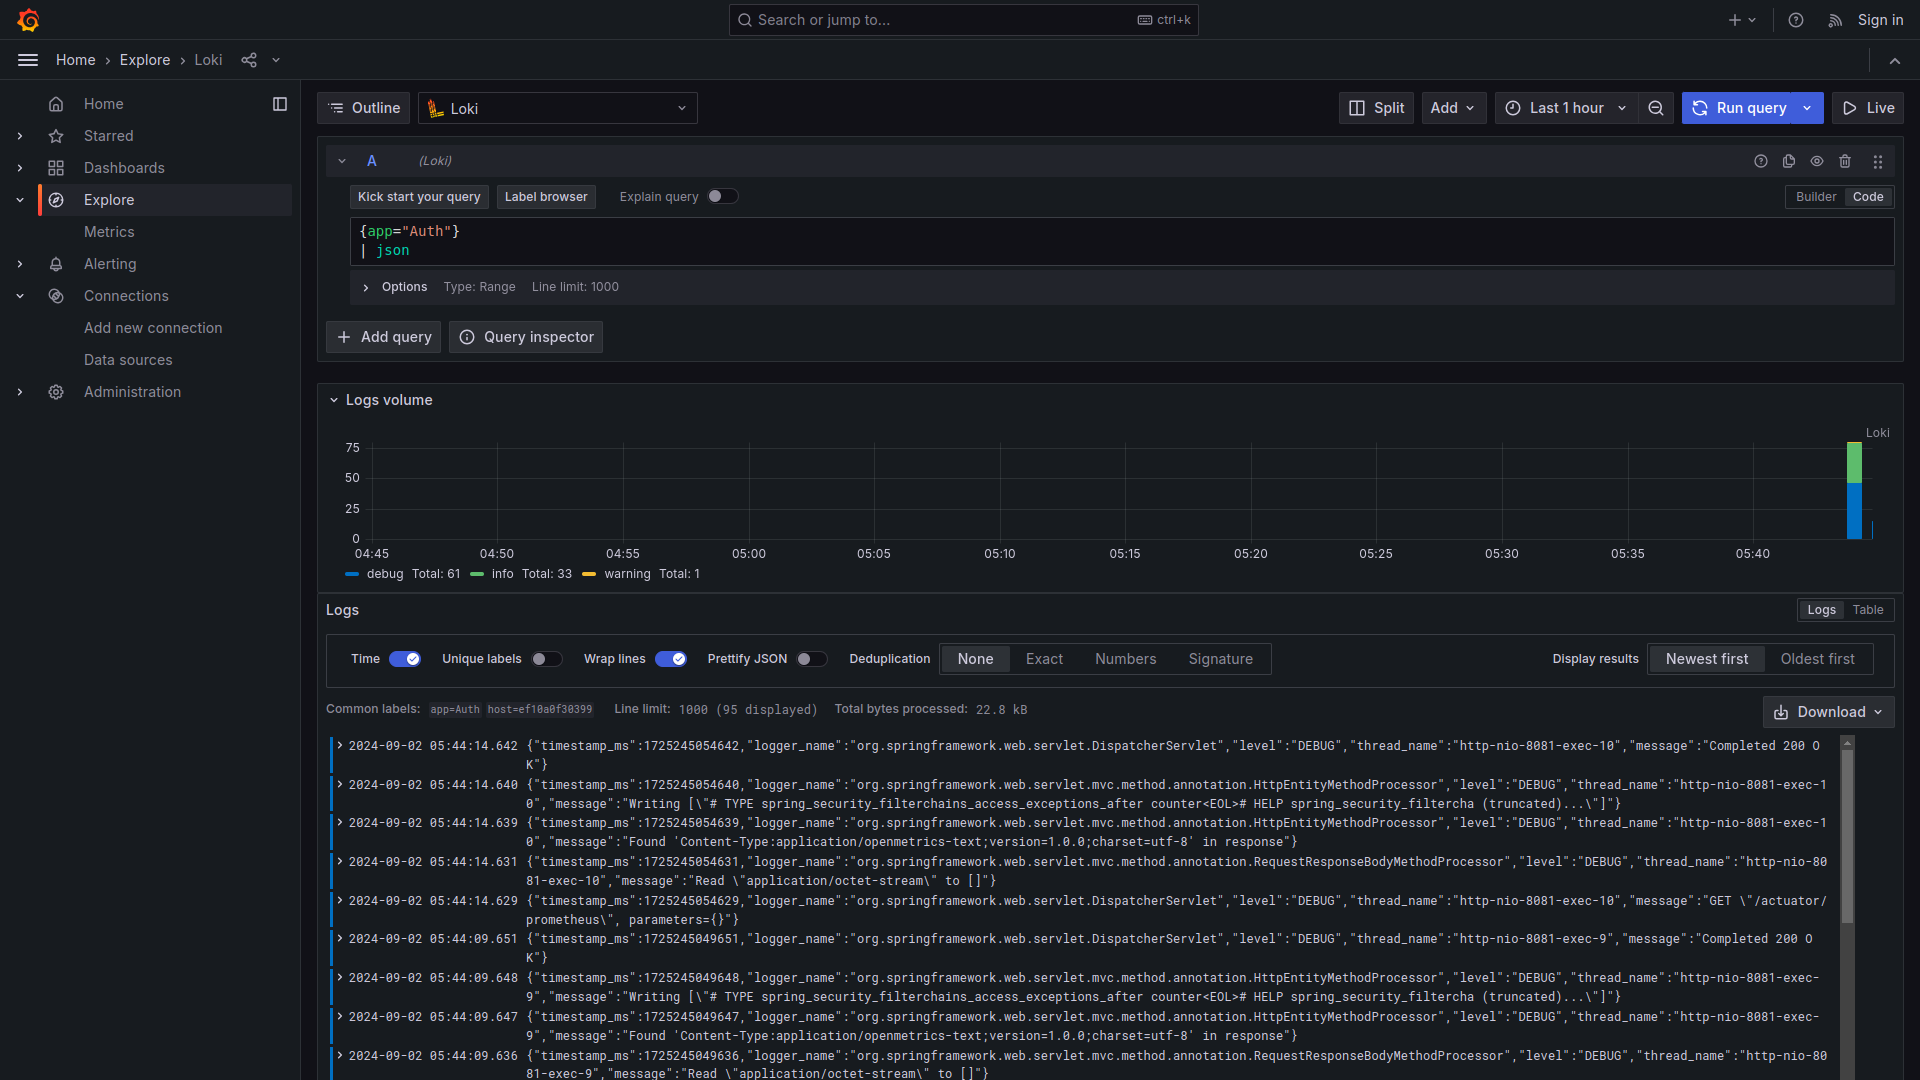 Search or jump to...
ctrl+k
Sign in
Home › Explore › Loki
Home
Starred
Dashboards
Explore
Metrics
Alerting
Connections
Add new connection
Data sources
Administration
Outline
Loki
Split
Add
Last 1 hour
Run query
Live
A
(Loki)
Kick start your query
Label browser
Explain query
Builder
Code
{app="Auth"}
| json
Options
Type: Range
Line limit: 1000
Add query
Query inspector
Logs volume
Loki
75
50
25
0
04:45
04:50
04:55
05:00
05:05
05:10
05:15
05:20
05:25
05:30
05:35
05:40
debug Total: 61
info Total: 33
warning Total: 1
Logs
Logs
Table
Time
Unique labels
Wrap lines
Prettify JSON
Deduplication
None
Exact
Numbers
Signature
Display results
Newest first
Oldest first
Common labels: app=Auth host=ef10a0f30399
Line limit: 1000 (95 displayed)
Total bytes processed: 22.8 kB
Download
2024-09-02 05:44:14.642 {"timestamp_ms":1725245054642,"logger_name":"org.springframework.web.servlet.DispatcherServlet","level":"DEBUG","thread_name":"http-nio-8081-exec-10","message":"Completed 200 O
K"}
2024-09-02 05:44:14.640 {"timestamp_ms":1725245054640,"logger_name":"org.springframework.web.servlet.mvc.method.annotation.HttpEntityMethodProcessor","level":"DEBUG","thread_name":"http-nio-8081-exec-1
0","message":"Writing [\"# TYPE spring_security_filterchains_access_exceptions_after counter<EOL># HELP spring_security_filtercha (truncated)...\"]"}
2024-09-02 05:44:14.639 {"timestamp_ms":1725245054639,"logger_name":"org.springframework.web.servlet.mvc.method.annotation.HttpEntityMethodProcessor","level":"DEBUG","thread_name":"http-nio-8081-exec-1
0","message":"Found 'Content-Type:application/openmetrics-text;version=1.0.0;charset=utf-8' in response"}
2024-09-02 05:44:14.631 {"timestamp_ms":1725245054631,"logger_name":"org.springframework.web.servlet.mvc.method.annotation.RequestResponseBodyMethodProcessor","level":"DEBUG","thread_name":"http-nio-80
81-exec-10","message":"Read \"application/octet-stream\" to []"}
2024-09-02 05:44:14.629 {"timestamp_ms":1725245054629,"logger_name":"org.springframework.web.servlet.DispatcherServlet","level":"DEBUG","thread_name":"http-nio-8081-exec-10","message":"GET \"/actuator/
prometheus\", parameters={}"}
2024-09-02 05:44:09.651 {"timestamp_ms":1725245049651,"logger_name":"org.springframework.web.servlet.DispatcherServlet","level":"DEBUG","thread_name":"http-nio-8081-exec-9","message":"Completed 200 O
K"}
2024-09-02 05:44:09.648 {"timestamp_ms":1725245049648,"logger_name":"org.springframework.web.servlet.mvc.method.annotation.HttpEntityMethodProcessor","level":"DEBUG","thread_name":"http-nio-8081-exec-
9","message":"Writing [\"# TYPE spring_security_filterchains_access_exceptions_after counter<EOL># HELP spring_security_filtercha (truncated)...\"]"}
2024-09-02 05:44:09.647 {"timestamp_ms":1725245049647,"logger_name":"org.springframework.web.servlet.mvc.method.annotation.HttpEntityMethodProcessor","level":"DEBUG","thread_name":"http-nio-8081-exec-
9","message":"Found 'Content-Type:application/openmetrics-text;version=1.0.0;charset=utf-8' in response"}
2024-09-02 05:44:09.636 {"timestamp_ms":1725245049636,"logger_name":"org.springframework.web.servlet.mvc.method.annotation.RequestResponseBodyMethodProcessor","level":"DEBUG","thread_name":"http-nio-80
81-exec-9","message":"Read \"application/octet-stream\" to []"}